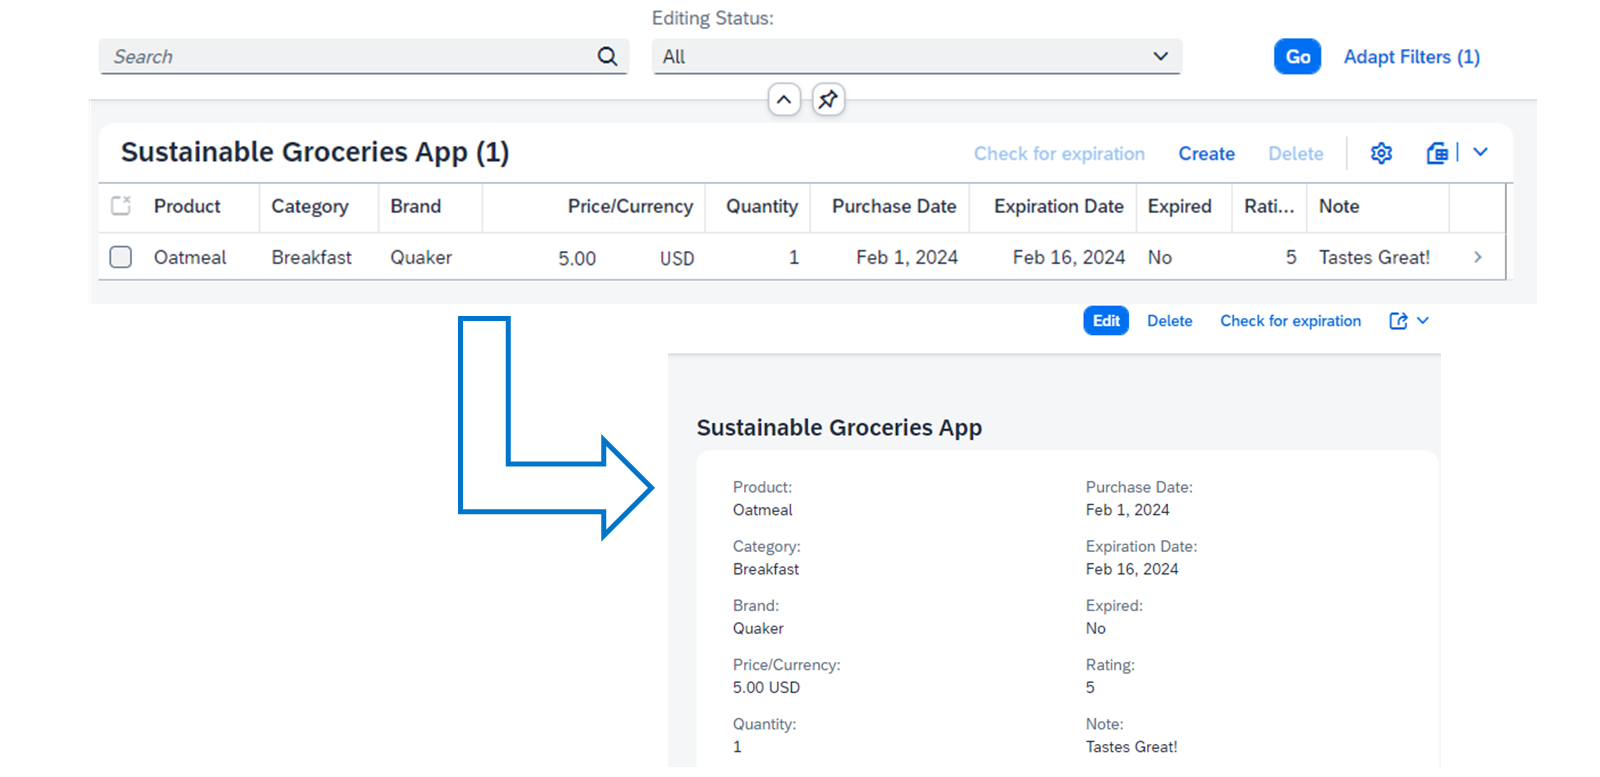 Editing Status:
Search All Go Adapt Filters (1)
Sustainable Groceries App (1) Check for expiration Create Delete
Product Category Brand Price/Currency Quantity Purchase Date Expiration Date Expired Rati... Note
Oatmeal Breakfast Quaker 5.00 USD 1 Feb 1, 2024 Feb 16, 2024 No 5 Tastes Great!
Edit Delete Check for expiration
Sustainable Groceries App
Product:
Oatmeal
Category:
Breakfast
Brand:
Quaker
Price/Currency:
5.00 USD
Quantity:
1
Purchase Date:
Feb 1, 2024
Expiration Date:
Feb 16, 2024
Expired:
No
Rating:
5
Note:
Tastes Great!